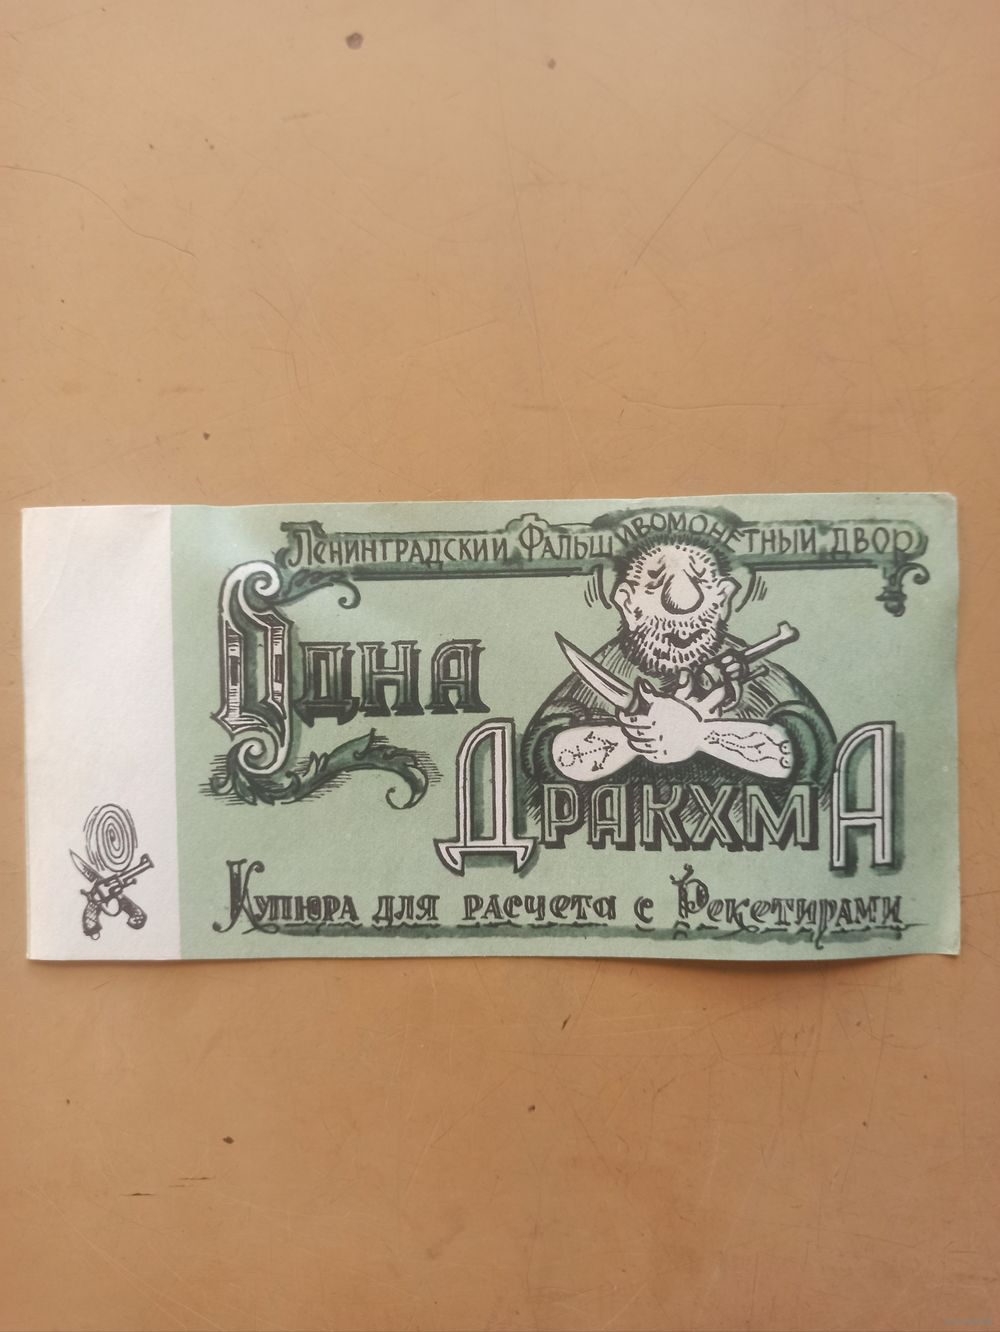 Ленинградский Фальшивомонетный двор
Одна
Дракхма
Купюра для расчета с Рекетирами